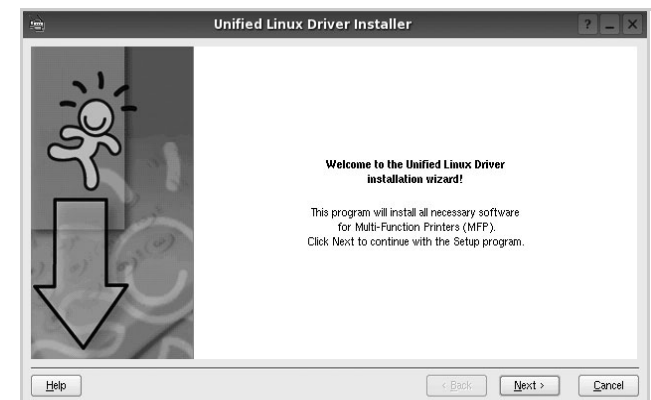 Unified Linux Driver Installer
? _ X
Welcome to the Unified Linux Driver
installation wizard!
This program will install all necessary software
for Multi-Function Printers (MFP).
Click Next to continue with the Setup program.
Help
< Back
Next >
Cancel